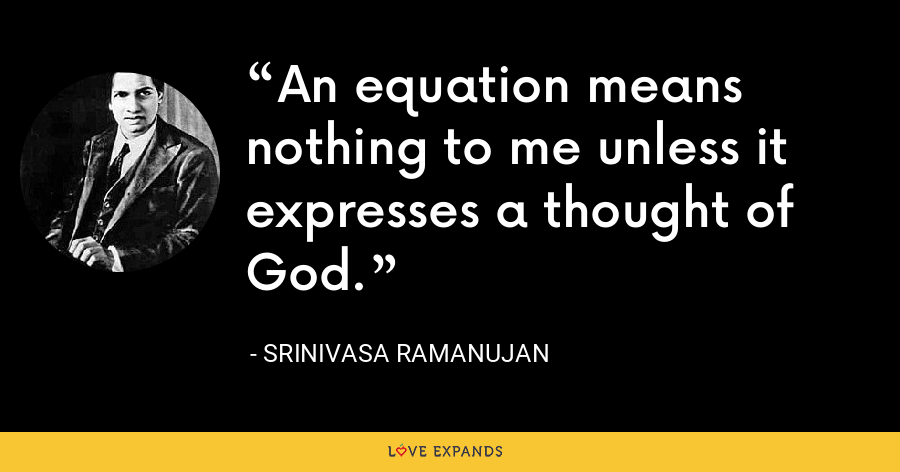 “An equation means
nothing to me unless it
expresses a thought of
God.”
- SRINIVASA RAMANUJAN
LOVE EXPANDS